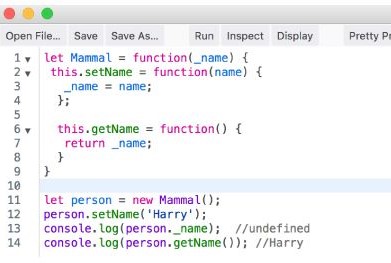 Open File... Save Save As... Run Inspect Display Pretty Pr
1 let Mammal = function(_name) {
2 this.setName = function(name) {
3 _name = name;
4 };
5
6 this.getName = function() {
7 return _name;
8 }
9 }
10
11 let person = new Mammal();
12 person.setName('Harry');
13 console.log(person._name); //undefined
14 console.log(person.getName()); //Harry